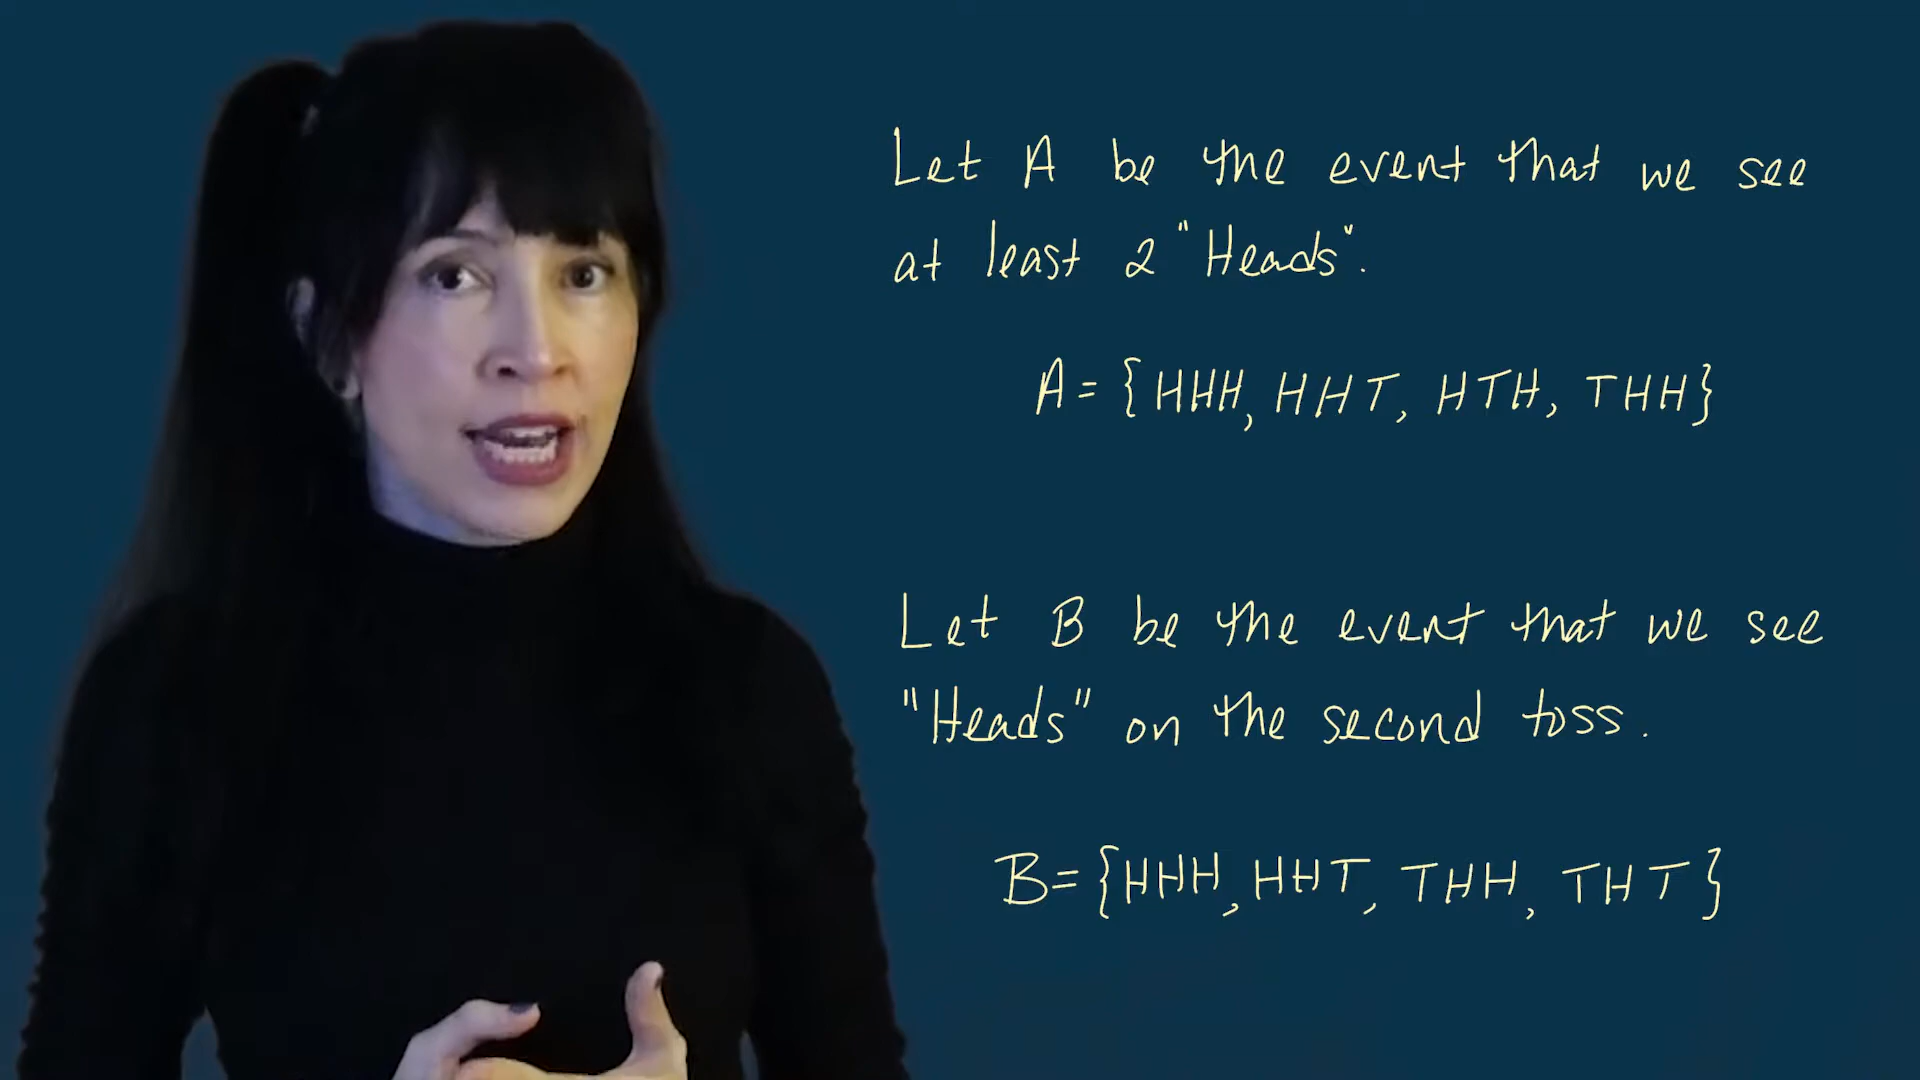 Let A be the event that we see
at least 2 "Heads".
A = {HHH, HHT, HTH, THH}
Let B be the event that we see
"Heads" on the second toss.
B = {HHH, HHT, THH, THT}